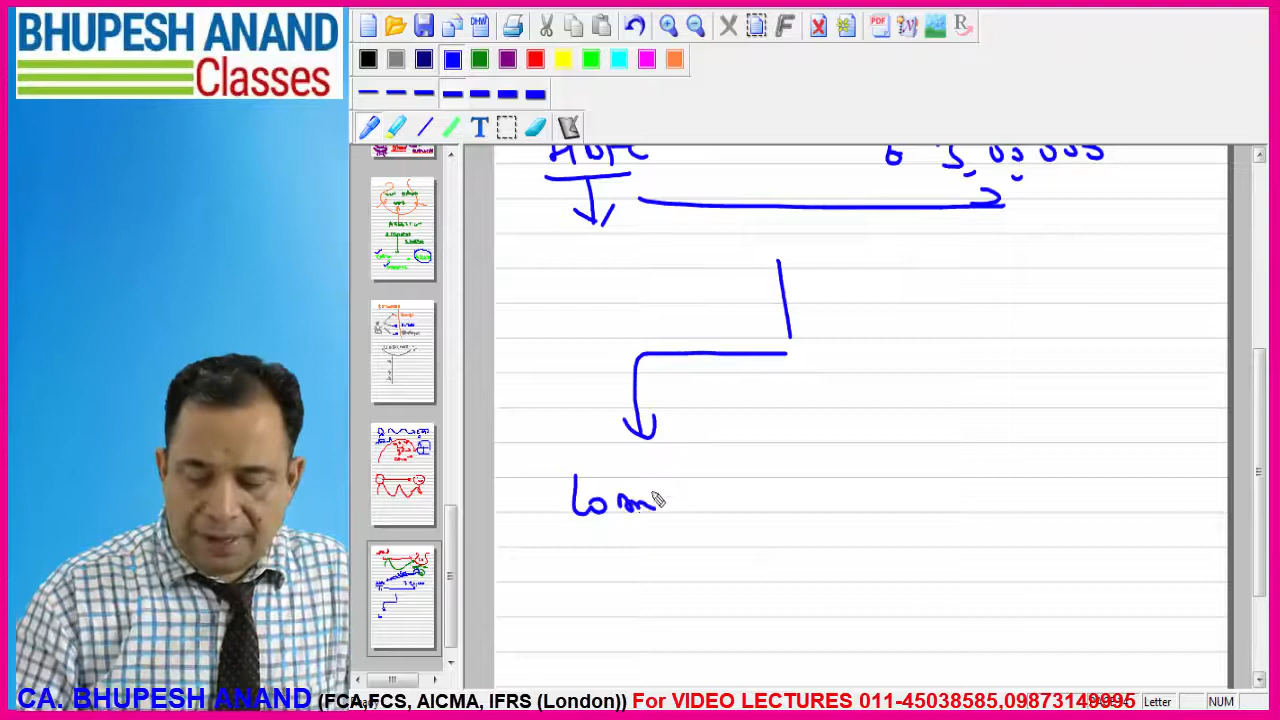 BHUPESH ANAND
Classes
Loan
CA. BHUPESH ANAND (FCA,FCS, AICMA, IFRS (London)) For VIDEO LECTURES 011-45038585,09873149995
Letter
NUM